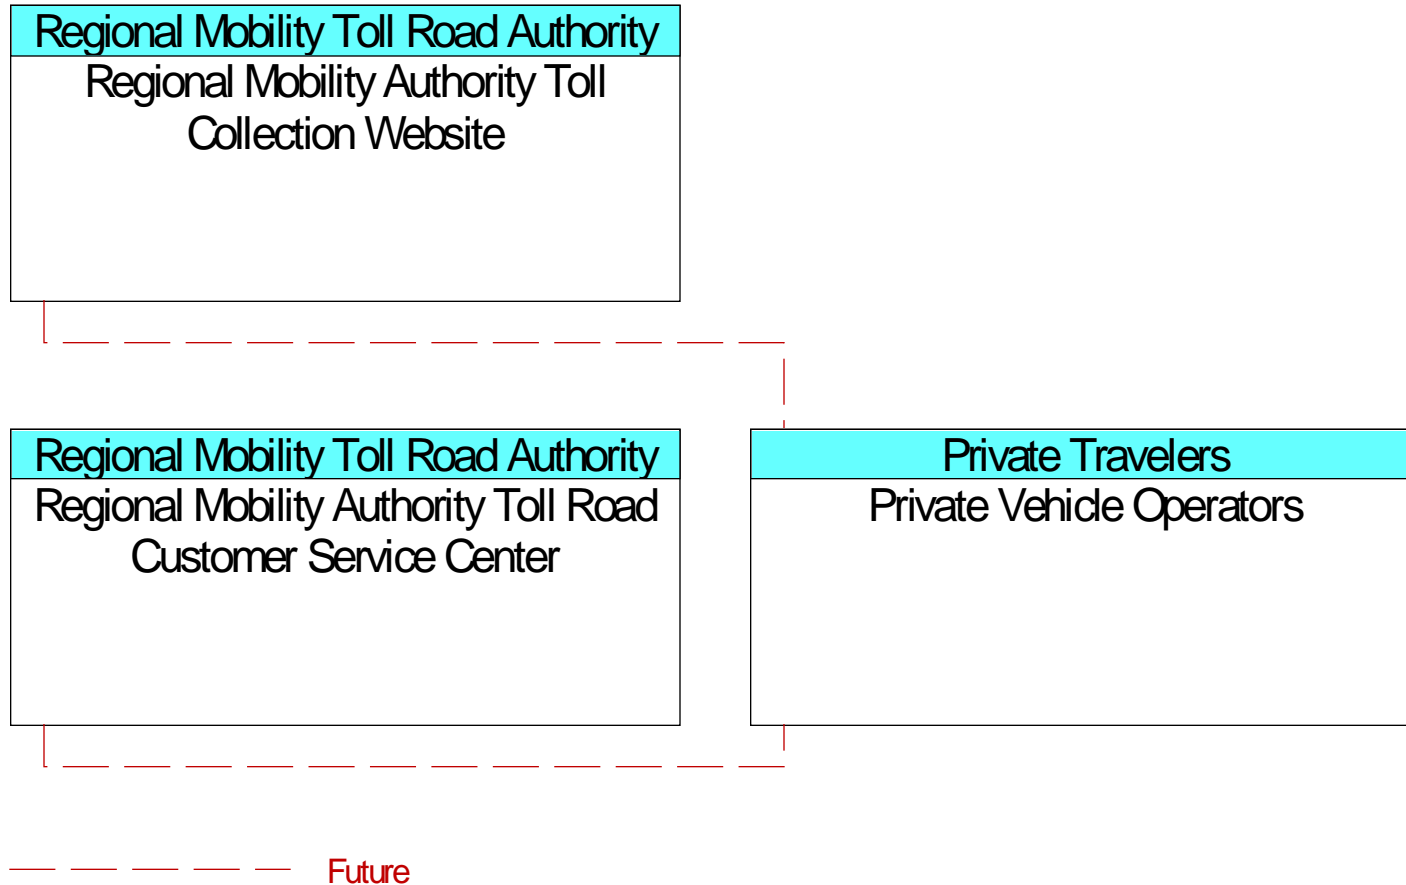 Regional Mobility Toll Road Authority
Regional Mobility Authority Toll
Collection Website
Regional Mobility Toll Road Authority
Regional Mobility Authority Toll Road
Customer Service Center
Private Travelers
Private Vehicle Operators
Future